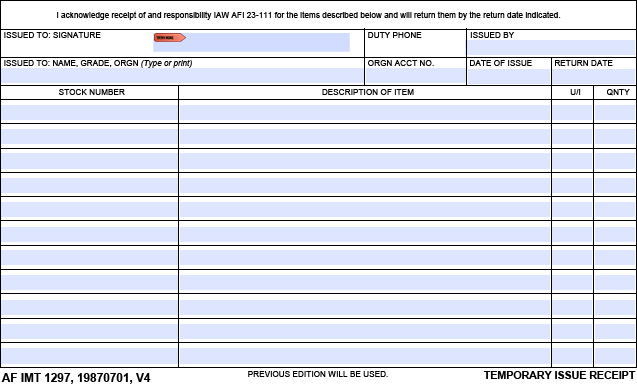 I acknowledge receipt of and responsibility IAW AFI 23-111 for the items described below and will return them by the return date indicated.
ISSUED TO: SIGNATURE DUTY PHONE ISSUED BY
ISSUED TO: NAME, GRADE, ORGN (Type or print) ORGN ACCT NO. DATE OF ISSUE RETURN DATE
STOCK NUMBER DESCRIPTION OF ITEM U/I QNTY
AF IMT 1297, 19870701, V4 PREVIOUS EDITION WILL BE USED. TEMPORARY ISSUE RECEIPT